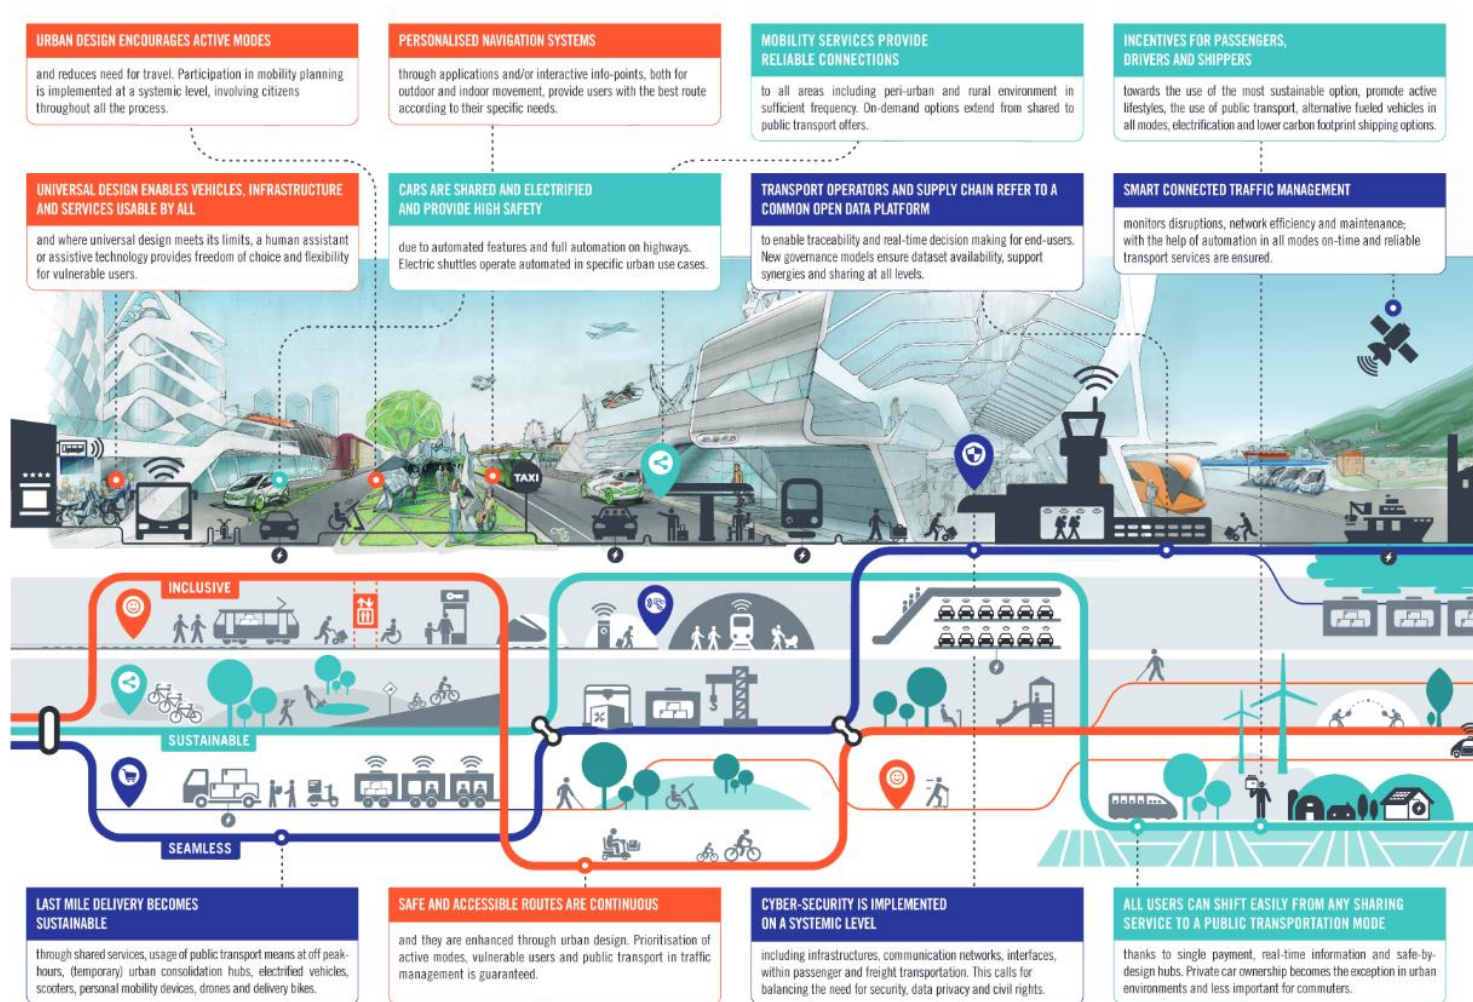 URBAN DESIGN ENCOURAGES ACTIVE MODES
and reduces need for travel. Participation in mobility planning
is implemented at a systemic level, involving citizens
throughout all the process.
PERSONALISED NAVIGATION SYSTEMS
through applications and/or interactive info-points, both for
outdoor and indoor movement, provide users with the best route
according to their specific needs.
MOBILITY SERVICES PROVIDE
RELIABLE CONNECTIONS
to all areas including peri-urban and rural environment in
sufficient frequency. On-demand options extend from shared to
public transport offers.
INCENTIVES FOR PASSENGERS,
DRIVERS AND SHIPPERS
towards the use of the most sustainable option, promote active
lifestyles, the use of public transport, alternative fueled vehicles in
all modes, electrification and lower carbon footprint shipping options.
UNIVERSAL DESIGN ENABLES VEHICLES, INFRASTRUCTURE
AND SERVICES USABLE BY ALL
and where universal design meets its limits, a human assistant
or assistive technology provides freedom of choice and flexibility
for vulnerable users.
CARS ARE SHARED AND ELECTRIFIED
AND PROVIDE HIGH SAFETY
due to automated features and full automation on highways.
Electric shuttles operate automated in specific urban use cases.
TRANSPORT OPERATORS AND SUPPLY CHAIN REFER TO A
COMMON OPEN DATA PLATFORM
to enable traceability and real-time decision making for end-users.
New governance models ensure dataset availability, support
synergies and sharing at all levels.
SMART CONNECTED TRAFFIC MANAGEMENT
monitors disruptions, network efficiency and maintenance;
with the help of automation in all modes on-time and reliable
transport services are ensured.
TAXI
INCLUSIVE
SUSTAINABLE
SEAMLESS
LAST MILE DELIVERY BECOMES
SUSTAINABLE
through shared services, usage of public transport means at off peak-
hours, (temporary) urban consolidation hubs, electrified vehicles,
scooters, personal mobility devices, drones and delivery bikes.
SAFE AND ACCESSIBLE ROUTES ARE CONTINUOUS
and they are enhanced through urban design. Prioritisation of
active modes, vulnerable users and public transport in traffic
management is guaranteed.
CYBER-SECURITY IS IMPLEMENTED
ON A SYSTEMIC LEVEL
including infrastructures, communication networks, interfaces,
within passenger and freight transportation. This calls for
balancing the need for security, data privacy and civil rights.
ALL USERS CAN SHIFT EASILY FROM ANY SHARING
SERVICE TO A PUBLIC TRANSPORTATION MODE
thanks to single payment, real-time information and safe-by-
design hubs. Private car ownership becomes the exception in urban
environments and less important for commuters.